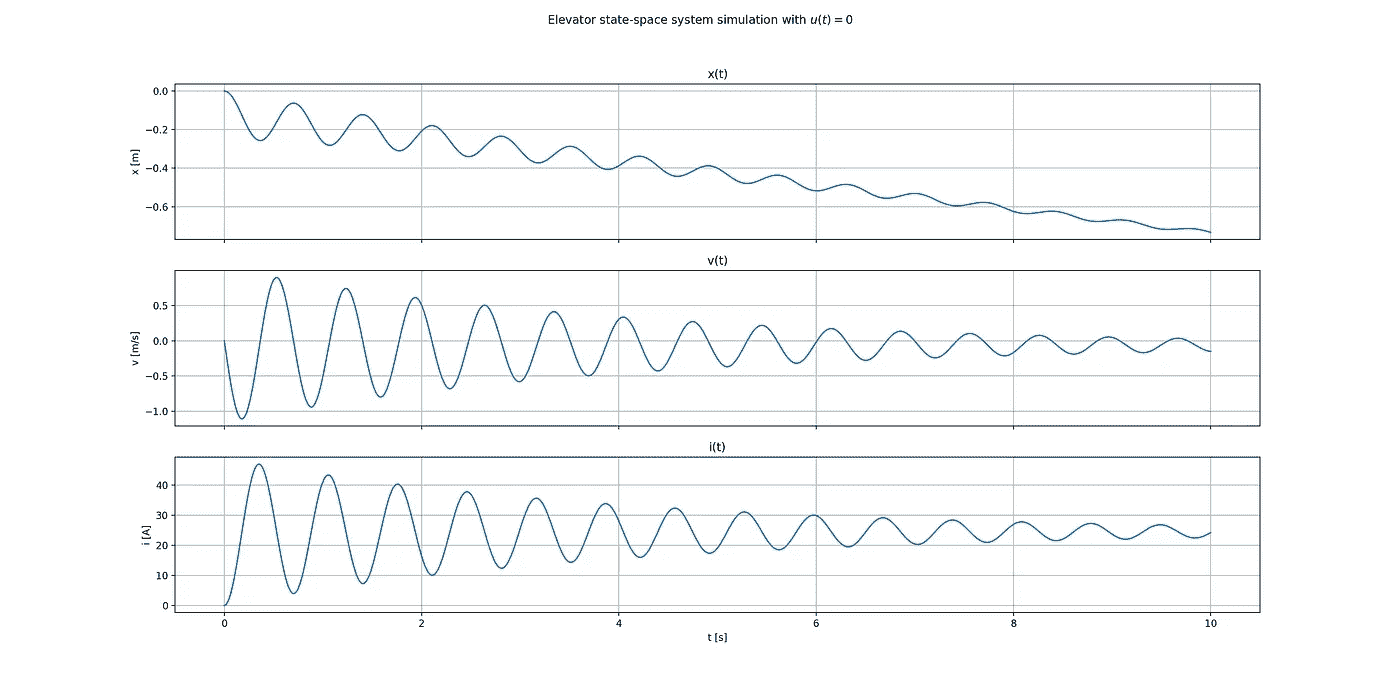 Elevator state-space system simulation with u(t) = 0
x(t)
0.0
−0.2
−0.4
−0.6
x [m]
v(t)
0.5
0.0
−0.5
−1.0
v [m/s]
i(t)
40
30
20
10
0
i [A]
0 2 4 6 8 10
t [s]